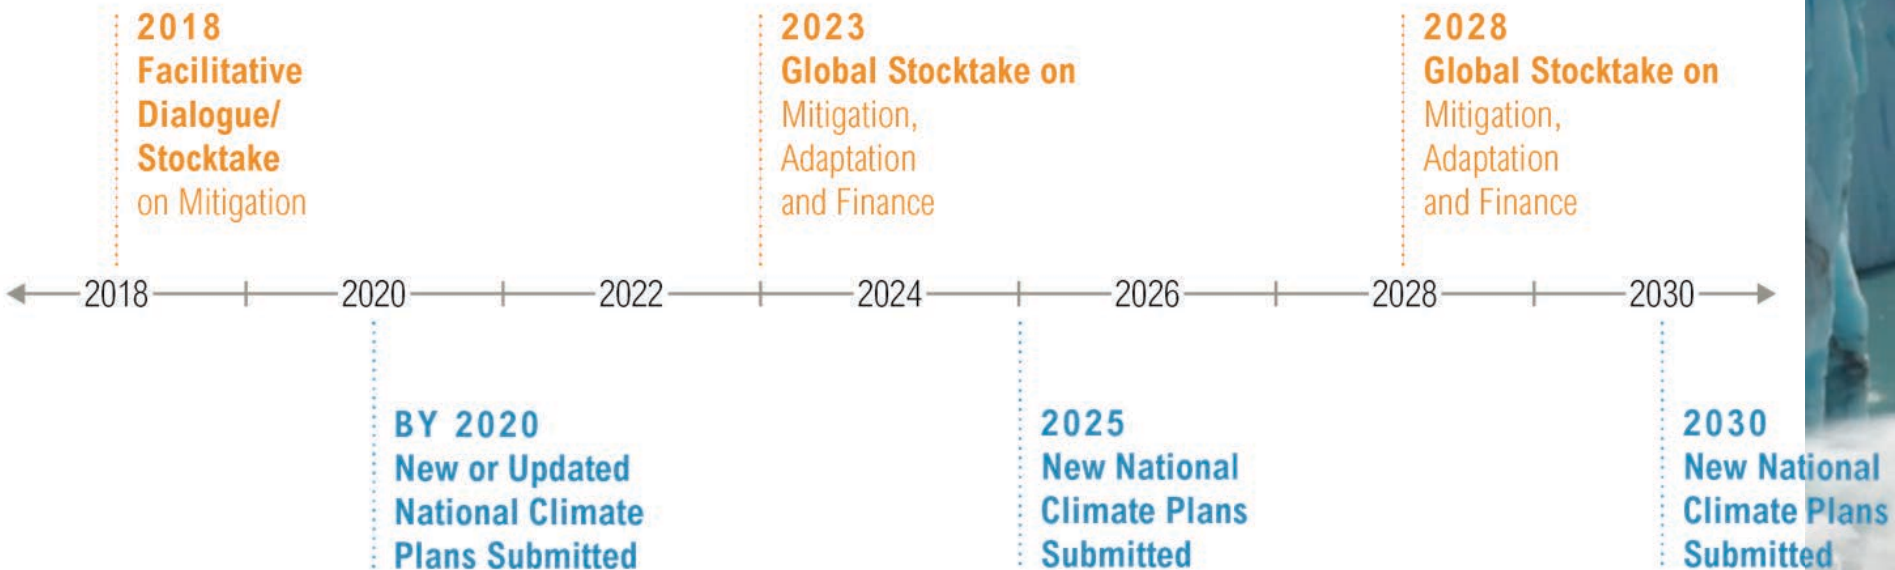 2018
Facilitative
Dialogue/
Stocktake
on Mitigation
2023
Global Stocktake on
Mitigation,
Adaptation
and Finance
2028
Global Stocktake on
Mitigation,
Adaptation
and Finance
2018 2020 2022 2024 2026 2028 2030
BY 2020
New or Updated
National Climate
Plans Submitted
2025
New National
Climate Plans
Submitted
2030
New National
Climate Plans
Submitted